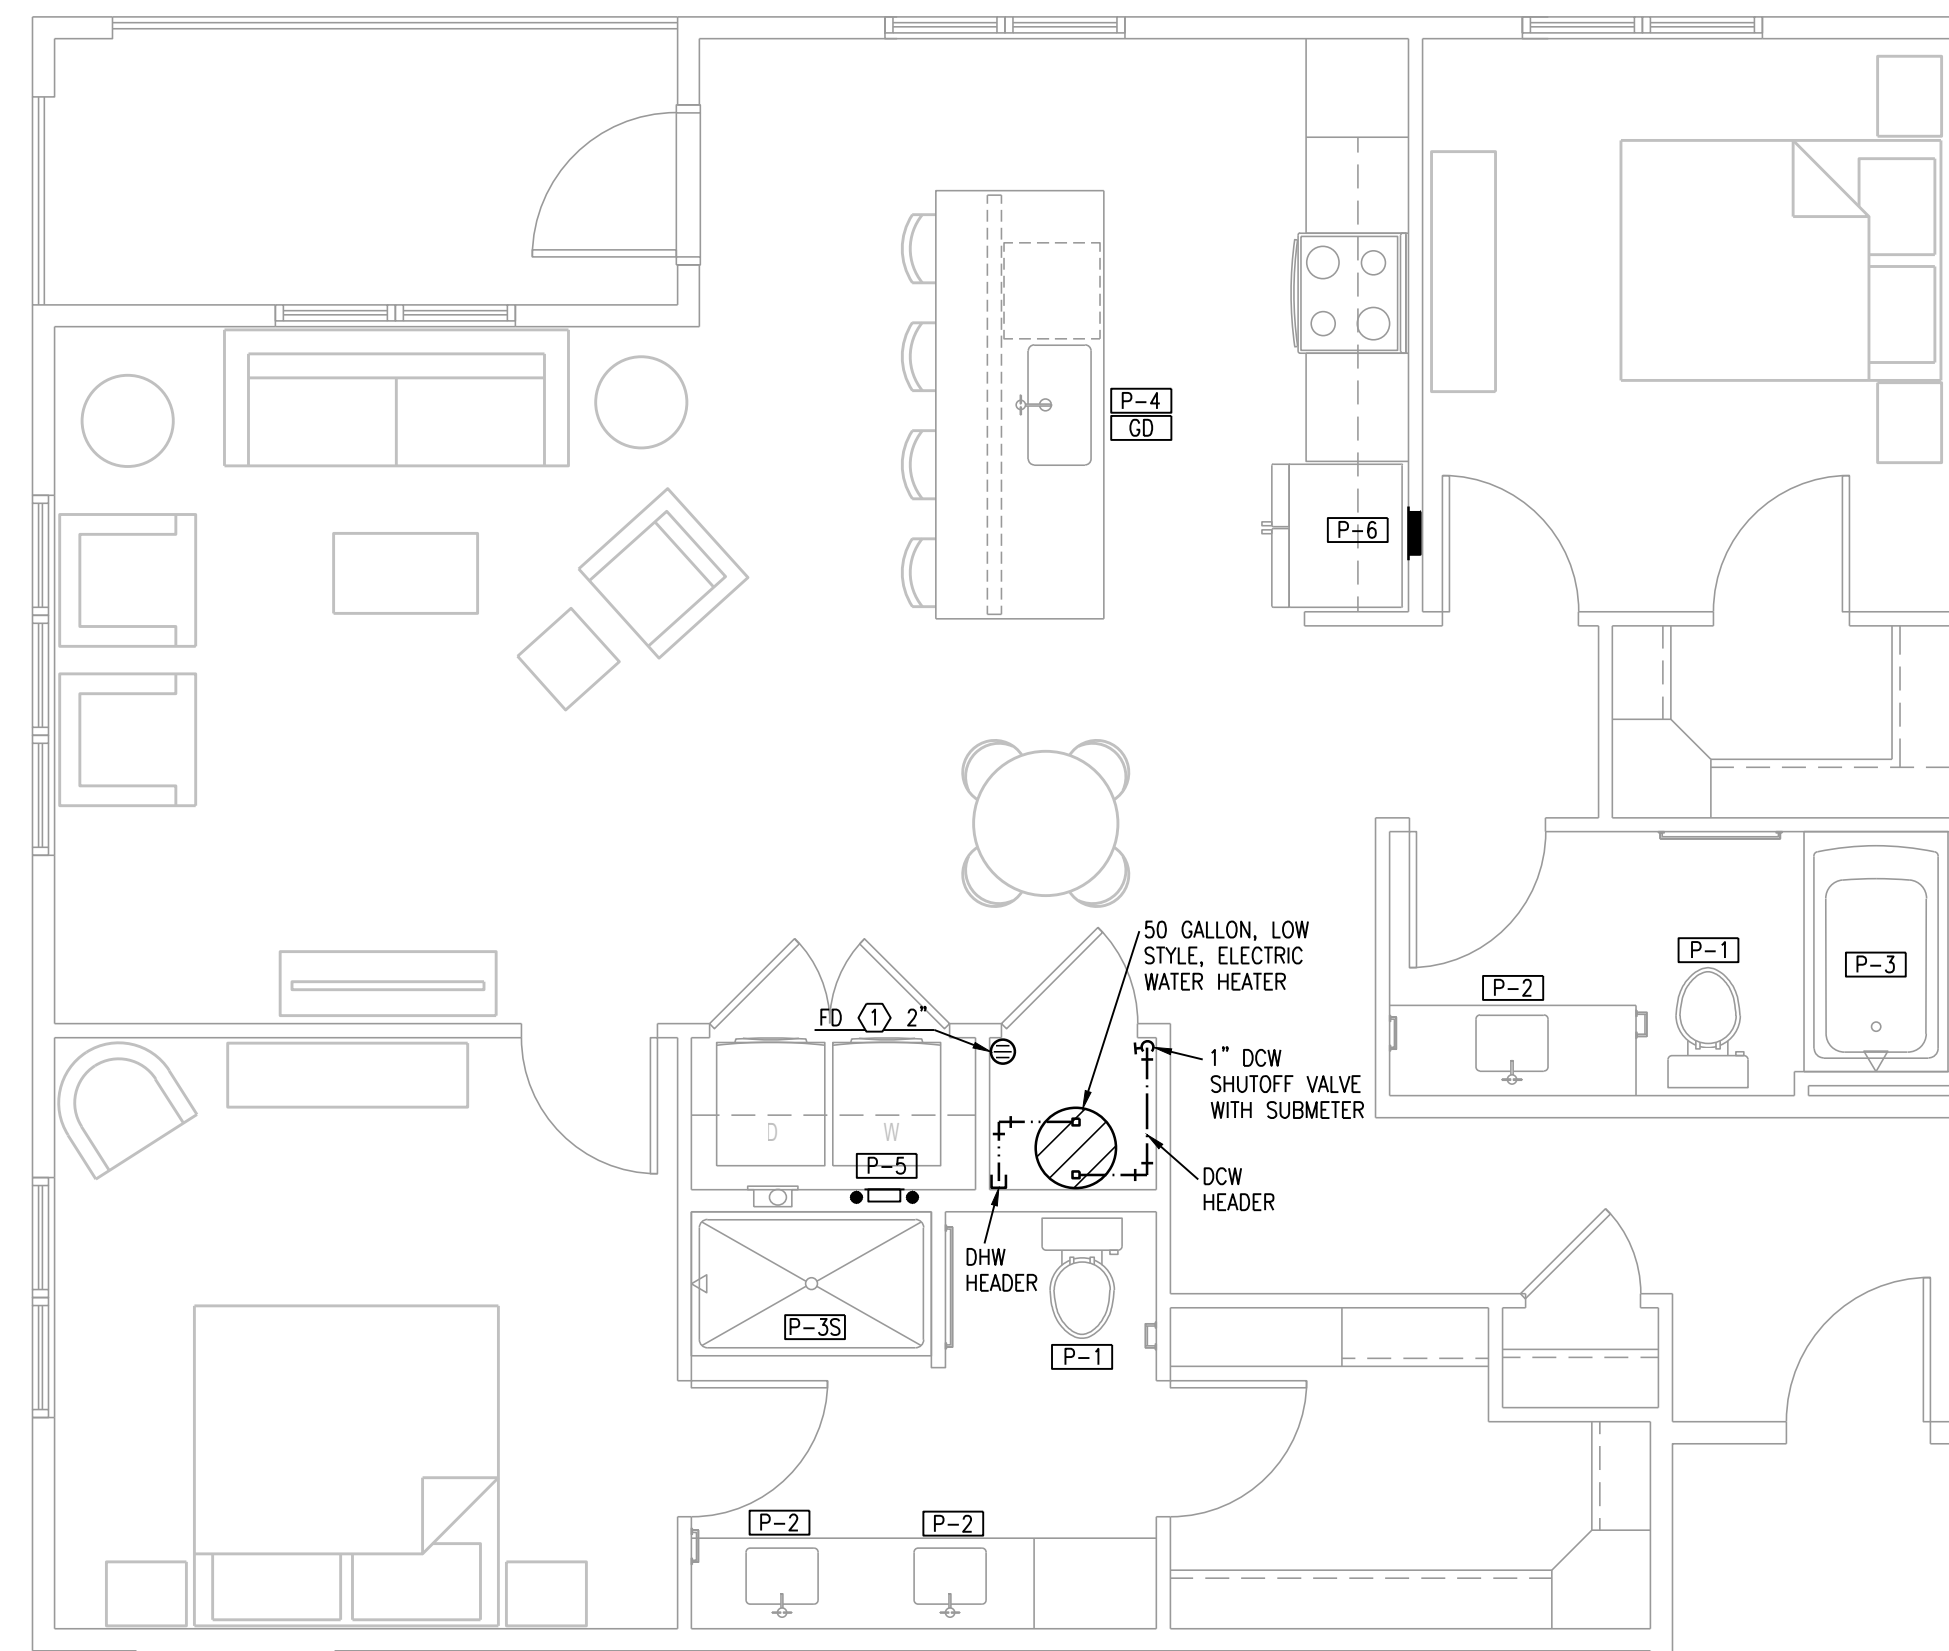 P-4
GD
P-6
50 GALLON, LOW
STYLE, ELECTRIC
WATER HEATER
P-1
P-3
P-2
FD 1 2"
1" DCW
SHUTOFF VALVE
WITH SUBMETER
D
W
P-5
DCW
HEADER
DHW
HEADER
P-3S
P-1
P-2
P-2